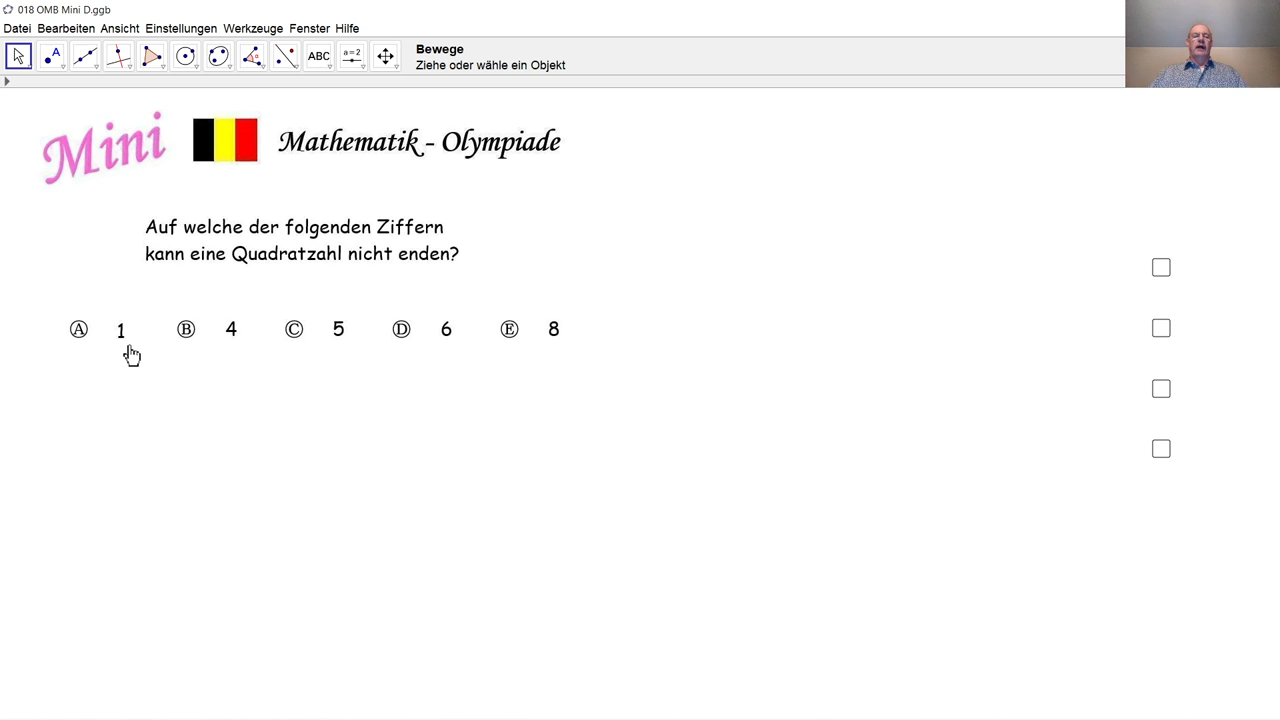 018 OMB Mini D.ggb
Datei Bearbeiten Ansicht Einstellungen Werkzeuge Fenster Hilfe
A ABC a=2
Bewege
Ziehe oder wähle ein Objekt
Mini Mathematik - Olympiade
Auf welche der folgenden Ziffern
kann eine Quadratzahl nicht enden?
Ⓐ 1 Ⓑ 4 Ⓒ 5 Ⓓ 6 Ⓔ 8